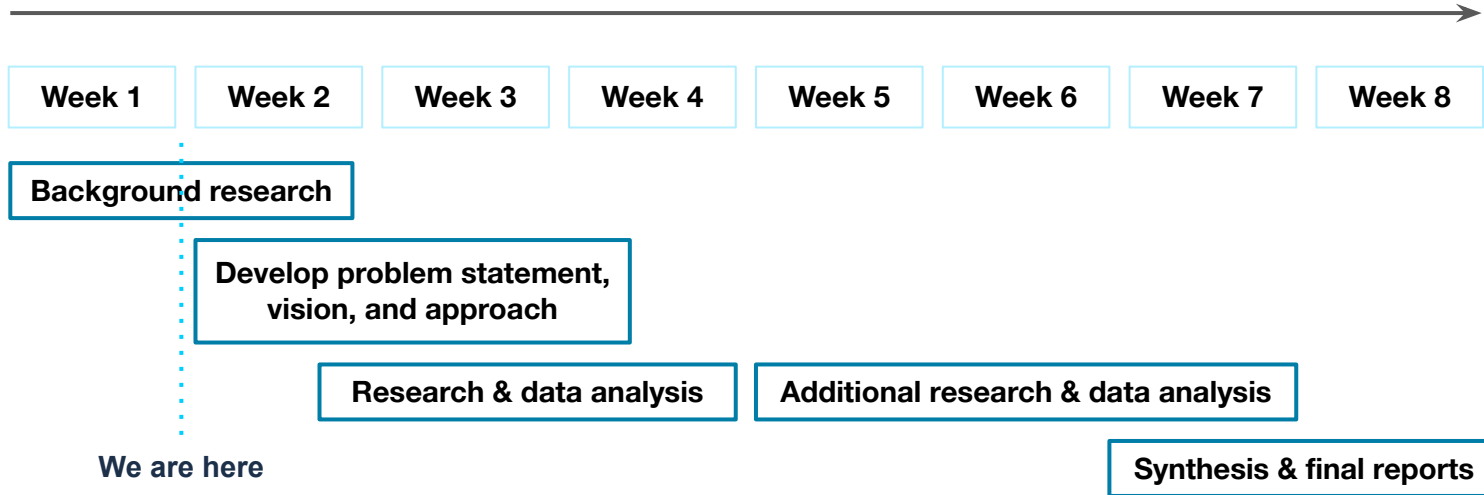 Week 1
Week 2
Week 3
Week 4
Week 5
Week 6
Week 7
Week 8
Background research
Develop problem statement,
vision, and approach
Research & data analysis
Additional research & data analysis
We are here
Synthesis & final reports